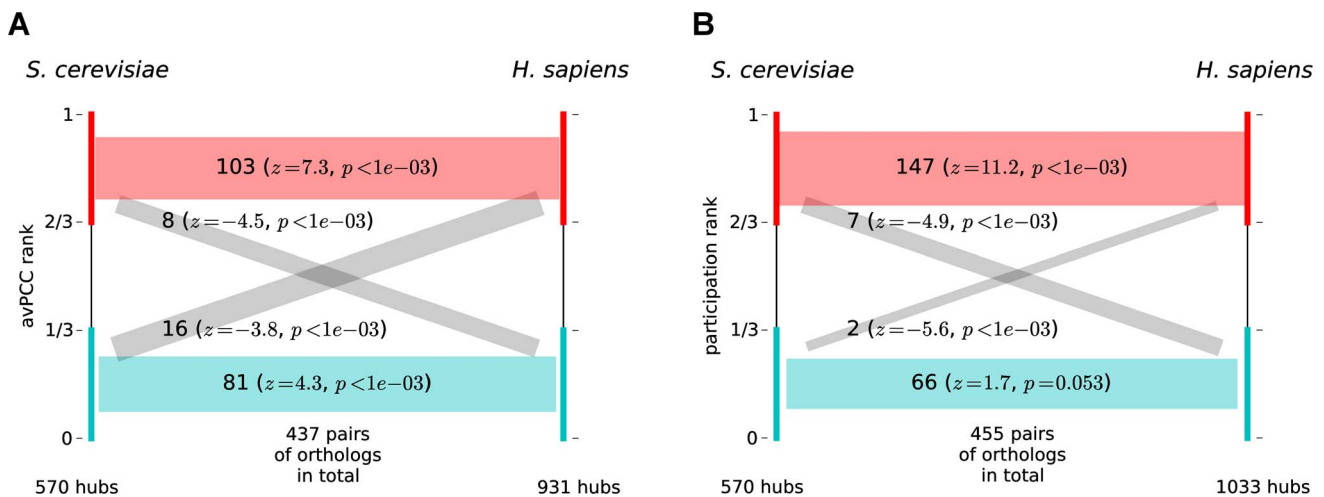 A
S. cerevisiae
H. sapiens
1
2/3
1/3
0
avPCC rank
103 (z=7.3, p<1e−03)
8 (z=−4.5, p<1e−03)
16 (z=−3.8, p<1e−03)
81 (z=4.3, p<1e−03)
437 pairs
of orthologs
in total
570 hubs
931 hubs
B
S. cerevisiae
H. sapiens
1
2/3
1/3
0
participation rank
147 (z=11.2, p<1e−03)
7 (z=−4.9, p<1e−03)
2 (z=−5.6, p<1e−03)
66 (z=1.7, p=0.053)
455 pairs
of orthologs
in total
570 hubs
1033 hubs